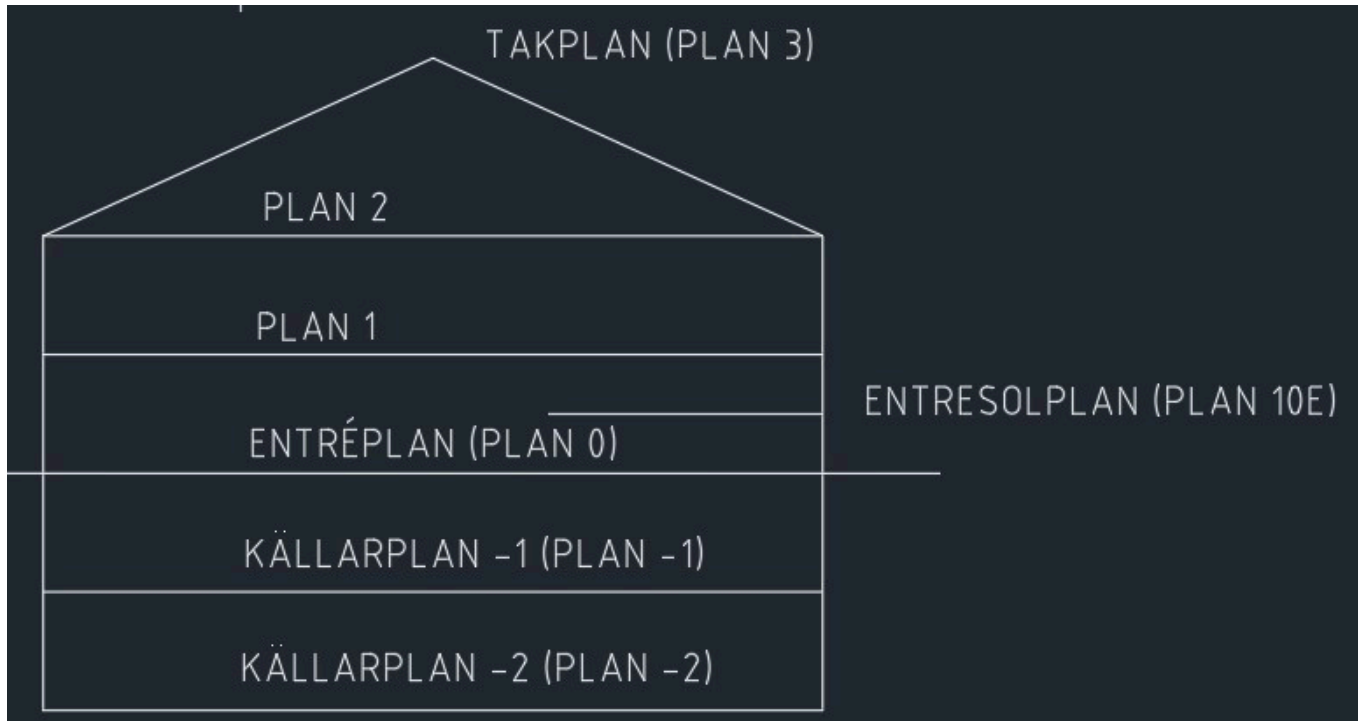 TAKPLAN (PLAN 3)
PLAN 2
PLAN 1
ENTRESOLPLAN (PLAN 10E)
ENTRÉPLAN (PLAN 0)
KÄLLARPLAN -1 (PLAN -1)
KÄLLARPLAN -2 (PLAN -2)